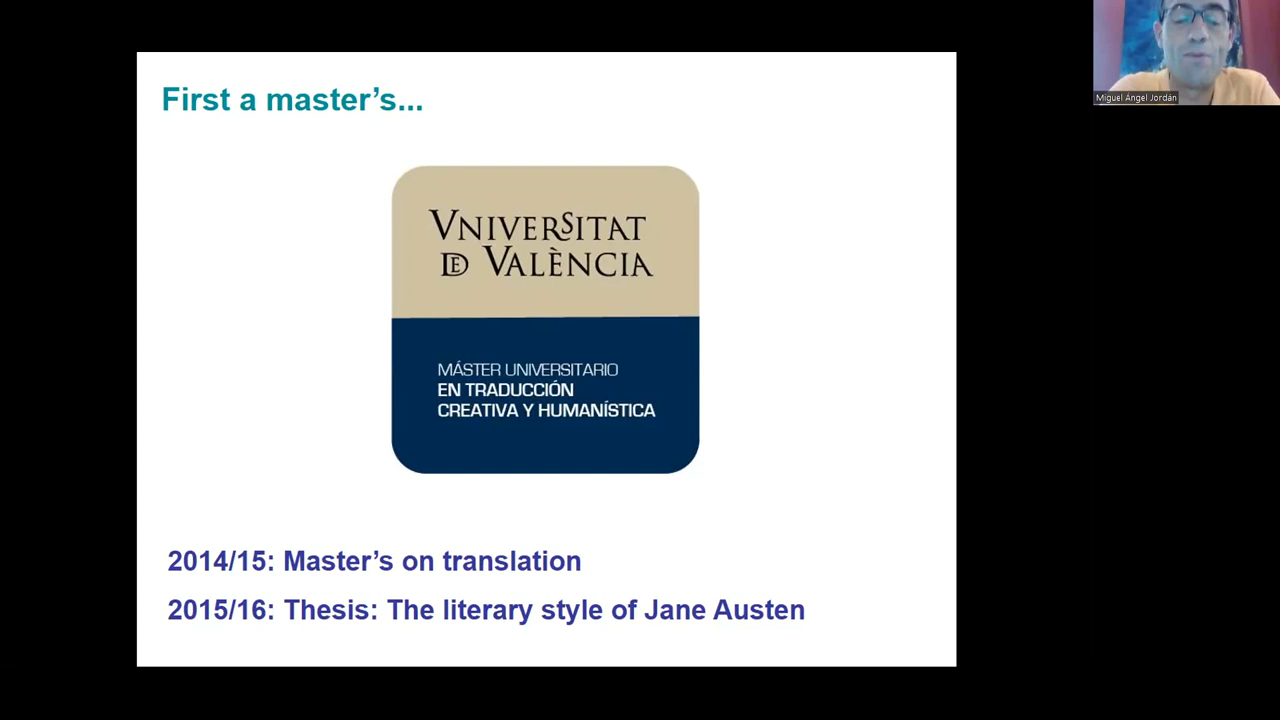 First a master’s...
Miguel Ángel Jordán
VNIVERSITAT
DE VALÈNCIA
MÁSTER UNIVERSITARIO
EN TRADUCCIÓN
CREATIVA Y HUMANÍSTICA
2014/15: Master’s on translation
2015/16: Thesis: The literary style of Jane Austen